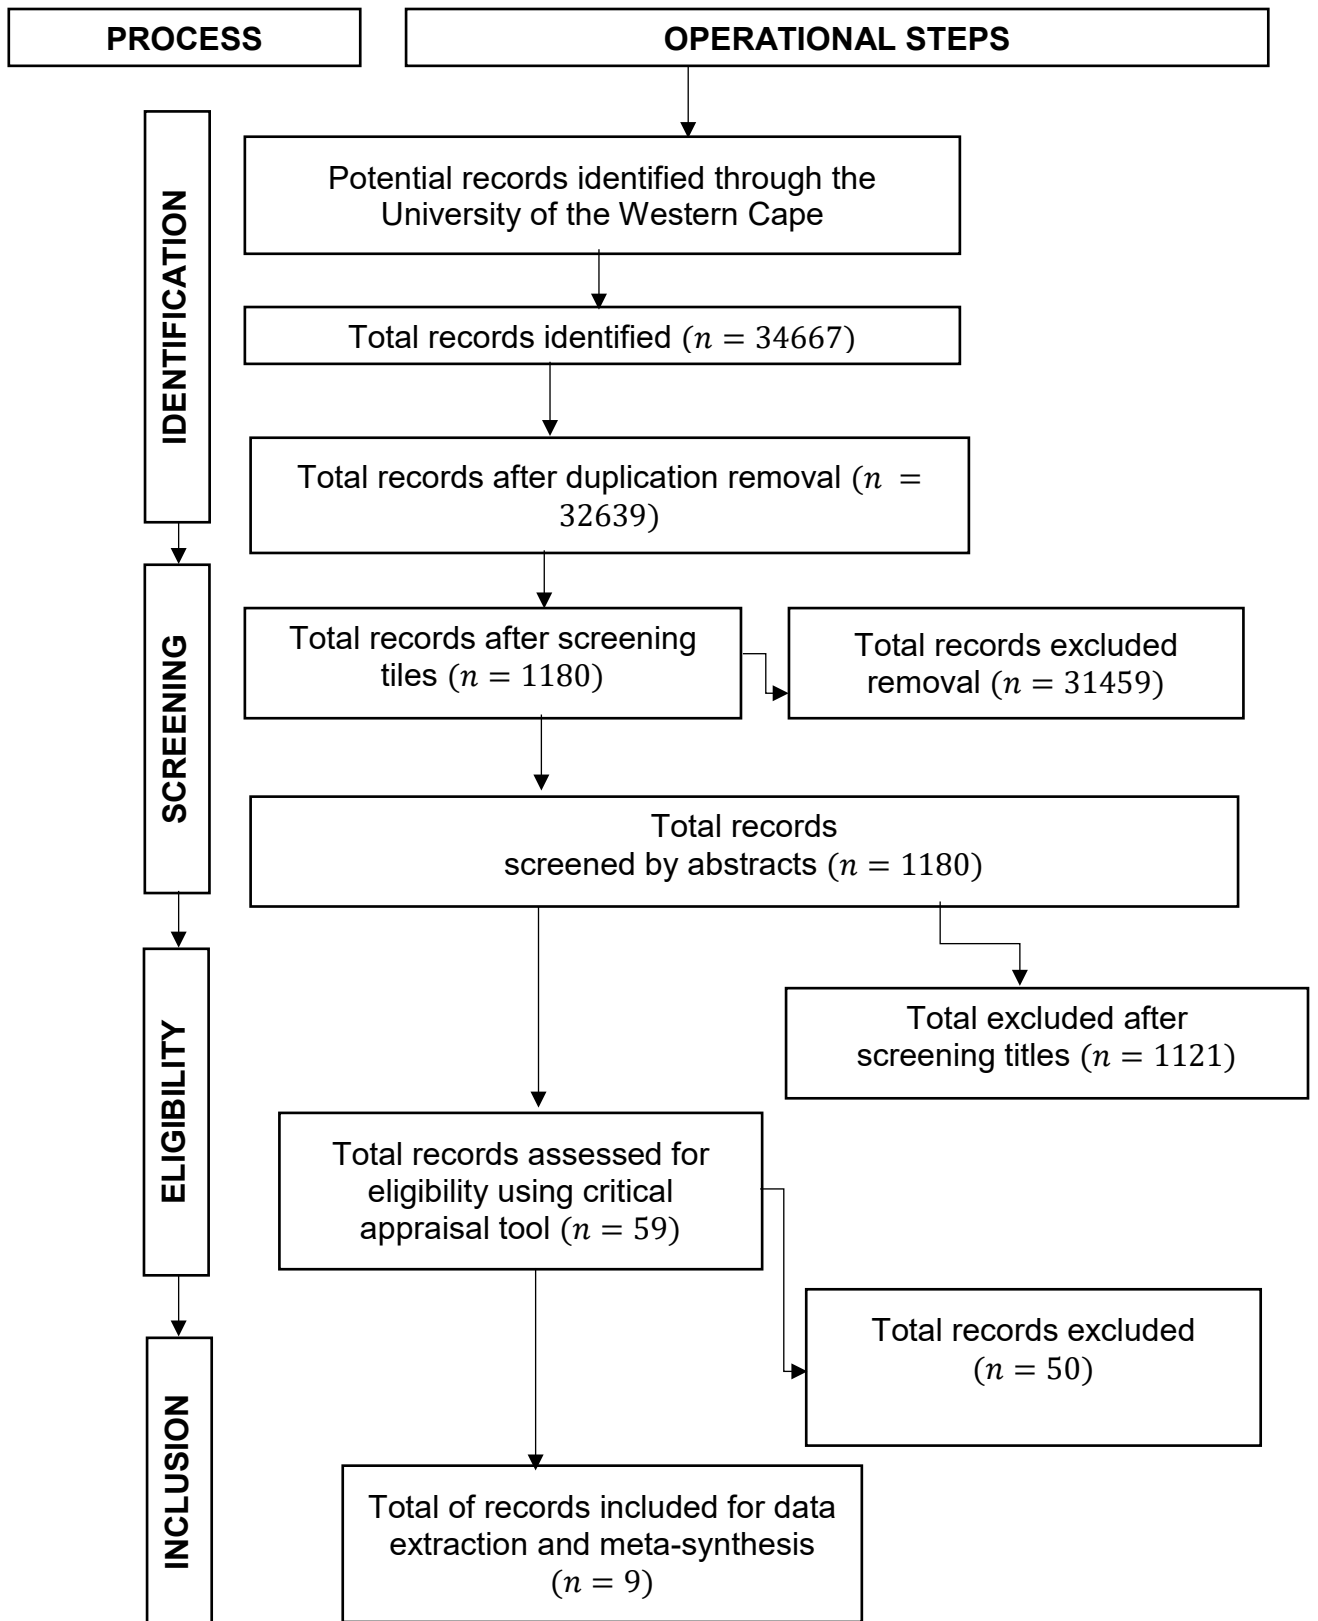 PROCESS
OPERATIONAL STEPS
IDENTIFICATION
Potential records identified through the
University of the Western Cape
Total records identified (n = 34667)
Total records after duplication removal (n =
32639)
SCREENING
Total records after screening
tiles (n = 1180)
Total records excluded
removal (n = 31459)
Total records
screened by abstracts (n = 1180)
ELIGIBILITY
Total excluded after
screening titles (n = 1121)
Total records assessed for
eligibility using critical
appraisal tool (n = 59)
Total records excluded
(n = 50)
INCLUSION
Total of records included for data
extraction and meta-synthesis
(n = 9)